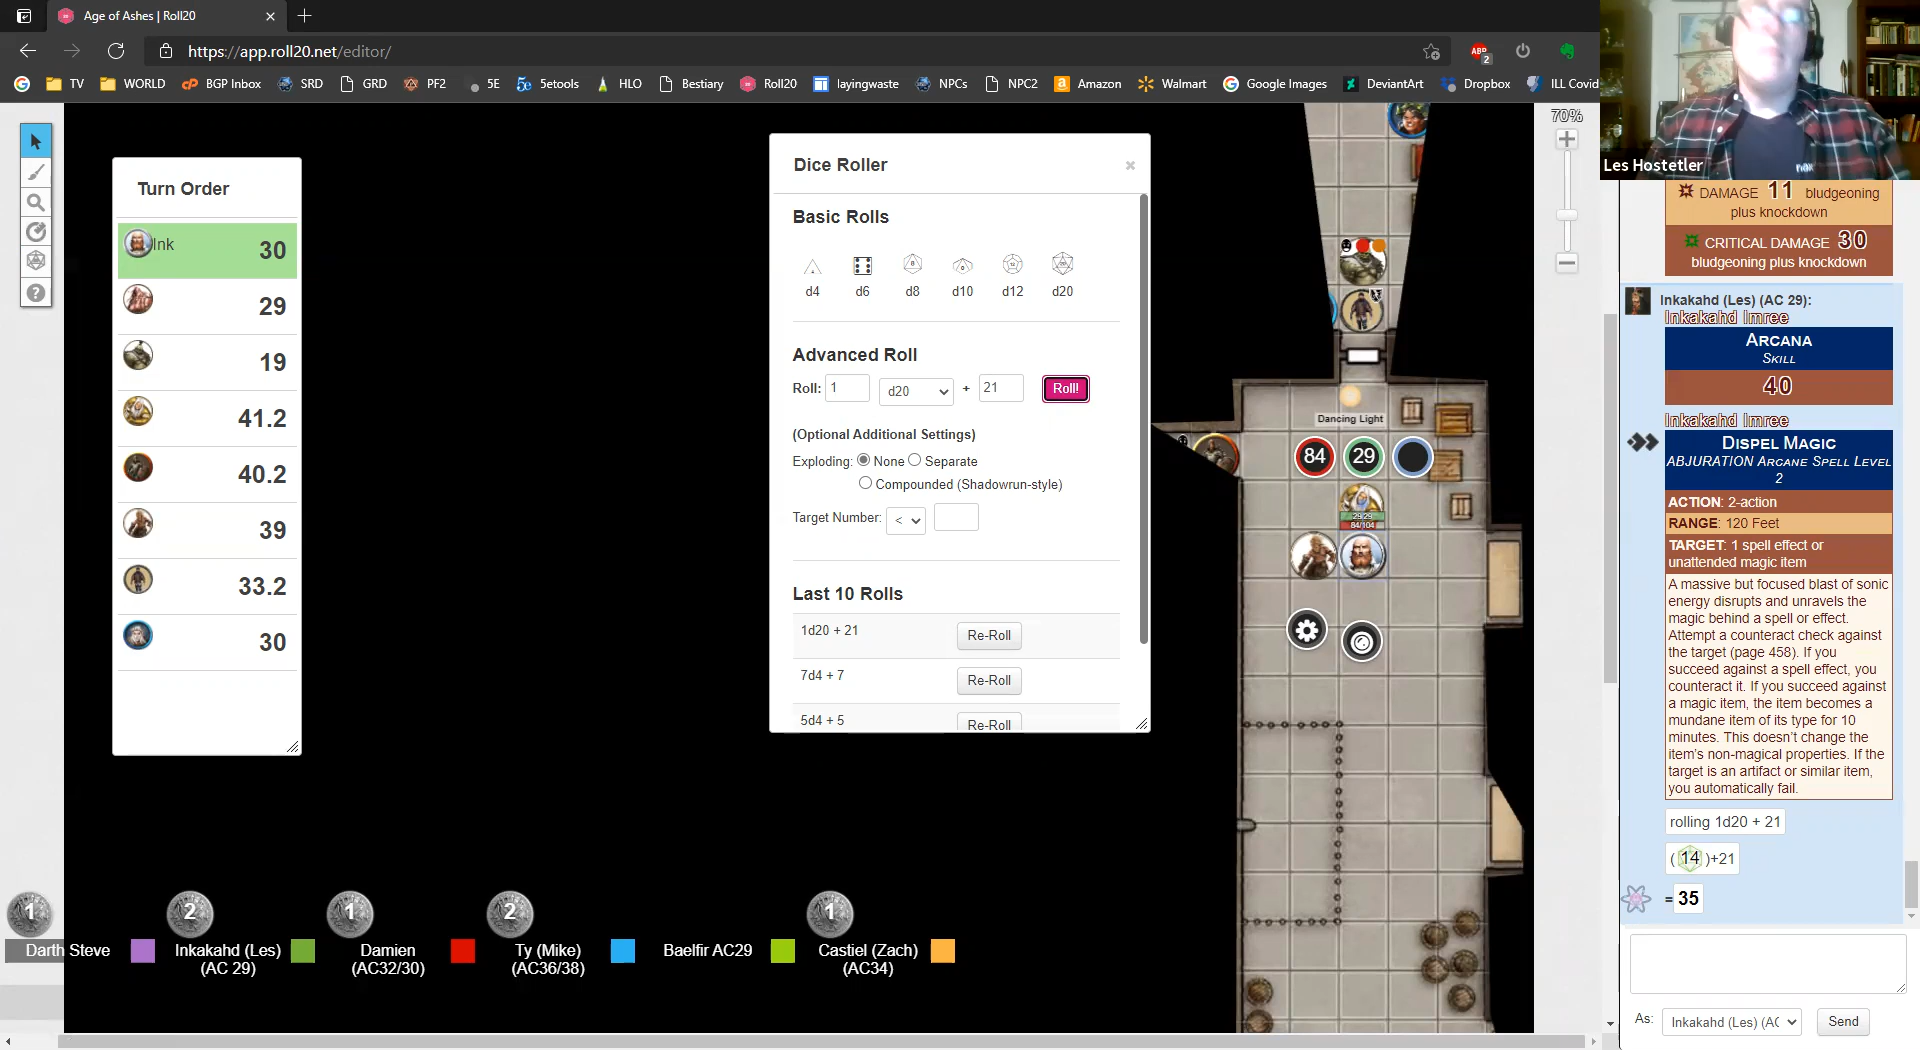 Age of Ashes | Roll20
https://app.roll20.net/editor/
ABP
2
TV
WORLD
BGP Inbox
SRD
GRD
PF2
5E
5etools
HLO
Bestiary
Roll20
layingwaste
NPCs
NPC2
Amazon
Walmart
Google Images
DeviantArt
Dropbox
ILL Covid
Les Hostetler
70%
Turn Order
Ink
30
29
19
41.2
40.2
39
33.2
30
Dice Roller
Basic Rolls
d4
d6
d8
d10
d12
d20
Advanced Roll
Roll: 1 d20 + 21 Roll!
(Optional Additional Settings)
Exploding: None Separate
Compounded (Shadowrun-style)
Target Number: <
Last 10 Rolls
1d20 + 21 Re-Roll
7d4 + 7 Re-Roll
5d4 + 5 Re-Roll
Dancing Light
84
29
29/29
84/104
1
2
1
2
1
Darth Steve
Inkakahd (Les)
(AC 29)
Damien
(AC32/30)
Ty (Mike)
(AC36/38)
Baelfir AC29
Castiel (Zach)
(AC34)
DAMAGE 11 bludgeoning
plus knockdown
CRITICAL DAMAGE 30
bludgeoning plus knockdown
Inkakahd (Les) (AC 29):
Inkakahd Imree
ARCANA
SKILL
40
Inkakahd Imree
DISPEL MAGIC
ABJURATION ARCANE SPELL LEVEL
2
ACTION: 2-action
RANGE: 120 Feet
TARGET: 1 spell effect or
unattended magic item
A massive but focused blast of sonic
energy disrupts and unravels the
magic behind a spell or effect.
Attempt a counteract check against
the target (page 458). If you
succeed against a spell effect, you
counteract it. If you succeed against
a magic item, the item becomes a
mundane item of its type for 10
minutes. This doesn't change the
item's non-magical properties. If the
target is an artifact or similar item,
you automatically fail.
rolling 1d20 + 21
(14)+21
=35
As: Inkakahd (Les) (AC
Send